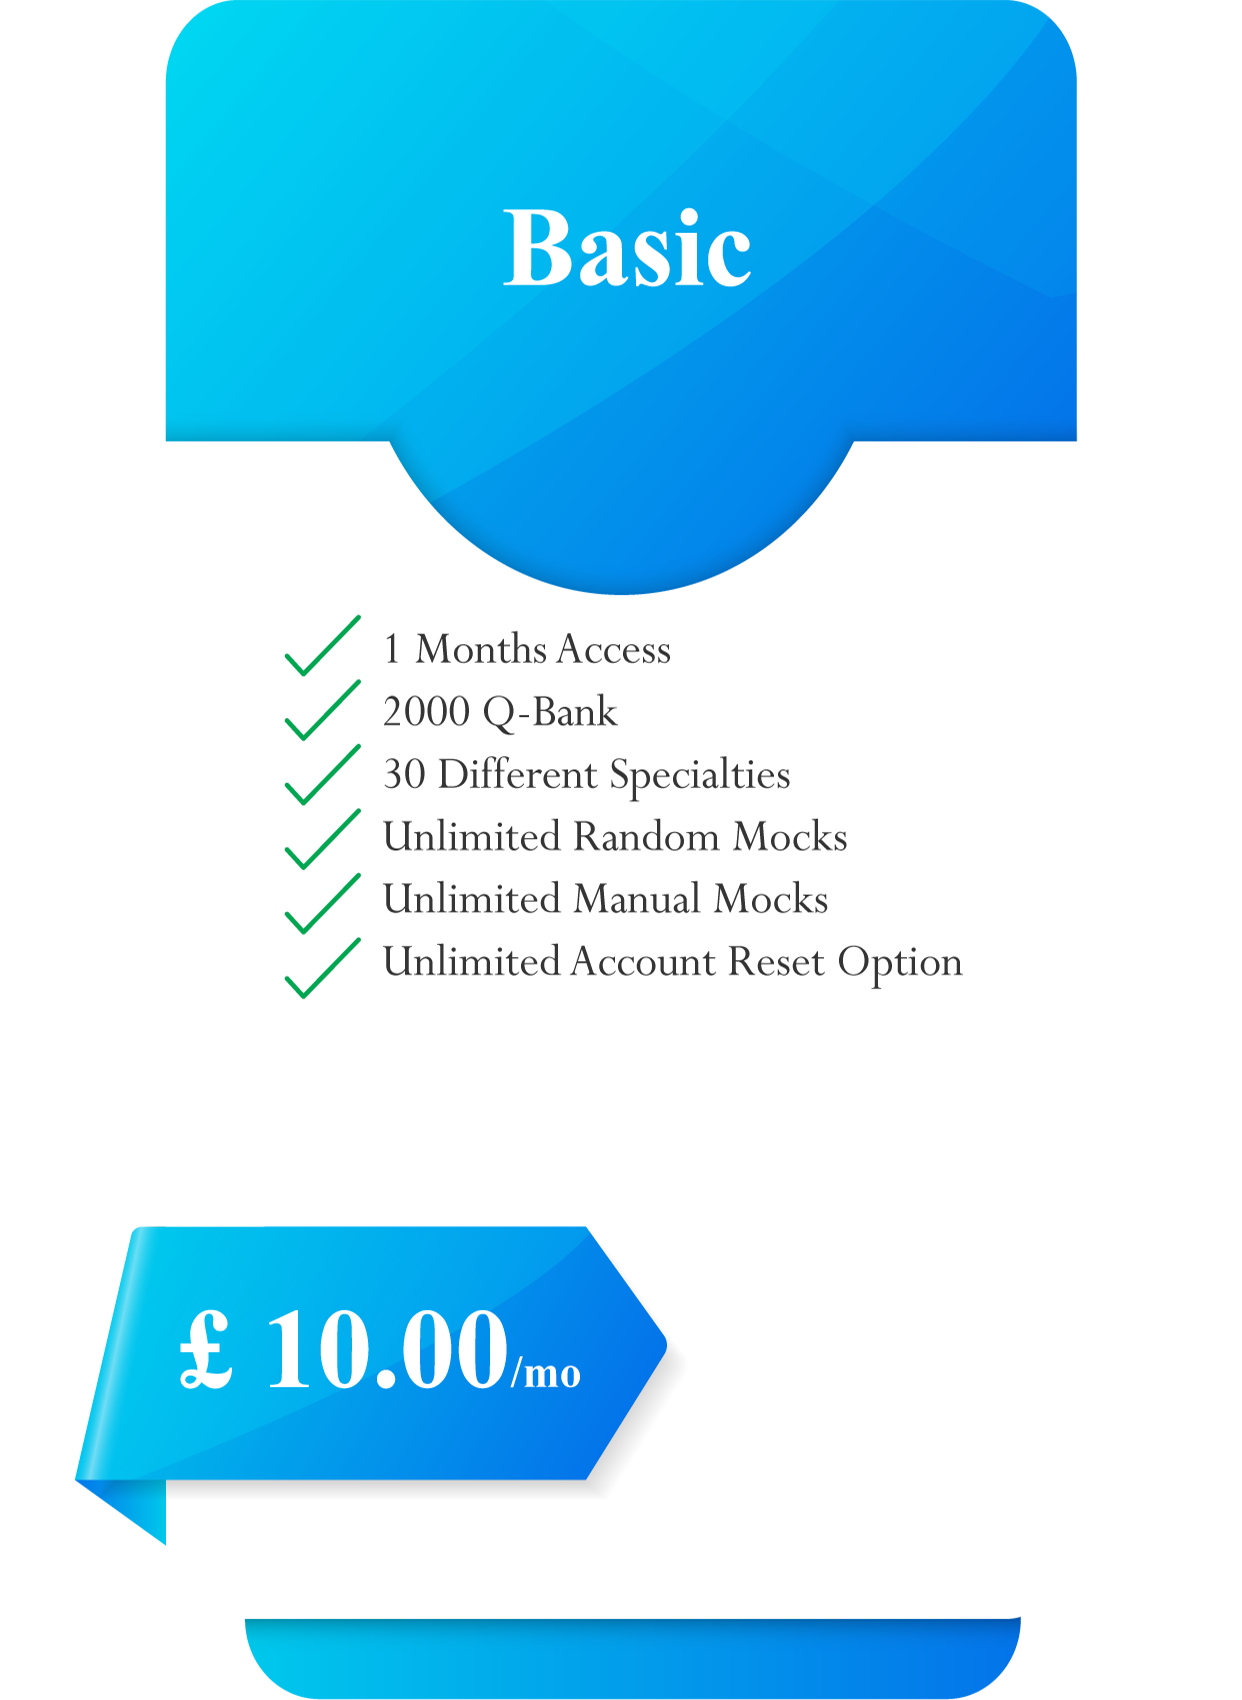 Basic
1 Months Access
2000 Q-Bank
30 Different Specialties
Unlimited Random Mocks
Unlimited Manual Mocks
Unlimited Account Reset Option
£ 10.00/mo